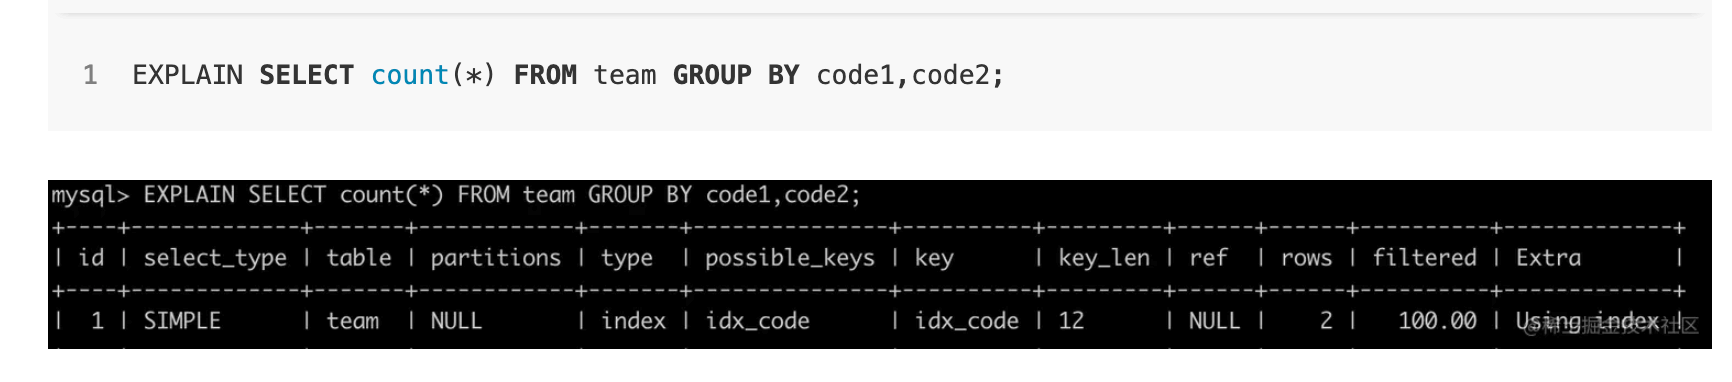 1 EXPLAIN SELECT count(*) FROM team GROUP BY code1,code2;
mysql> EXPLAIN SELECT count(*) FROM team GROUP BY code1,code2;
+----+-------------+-------+------------+-------+---------------+----------+---------+------+------+----------+-------------+
| id | select_type | table | partitions | type  | possible_keys | key      | key_len | ref  | rows | filtered | Extra       |
+----+-------------+-------+------------+-------+---------------+----------+---------+------+------+----------+-------------+
|  1 | SIMPLE      | team  | NULL       | index | idx_code      | idx_code | 12      | NULL |    2 |   100.00 | Using index |
@稀土掘金技术社区